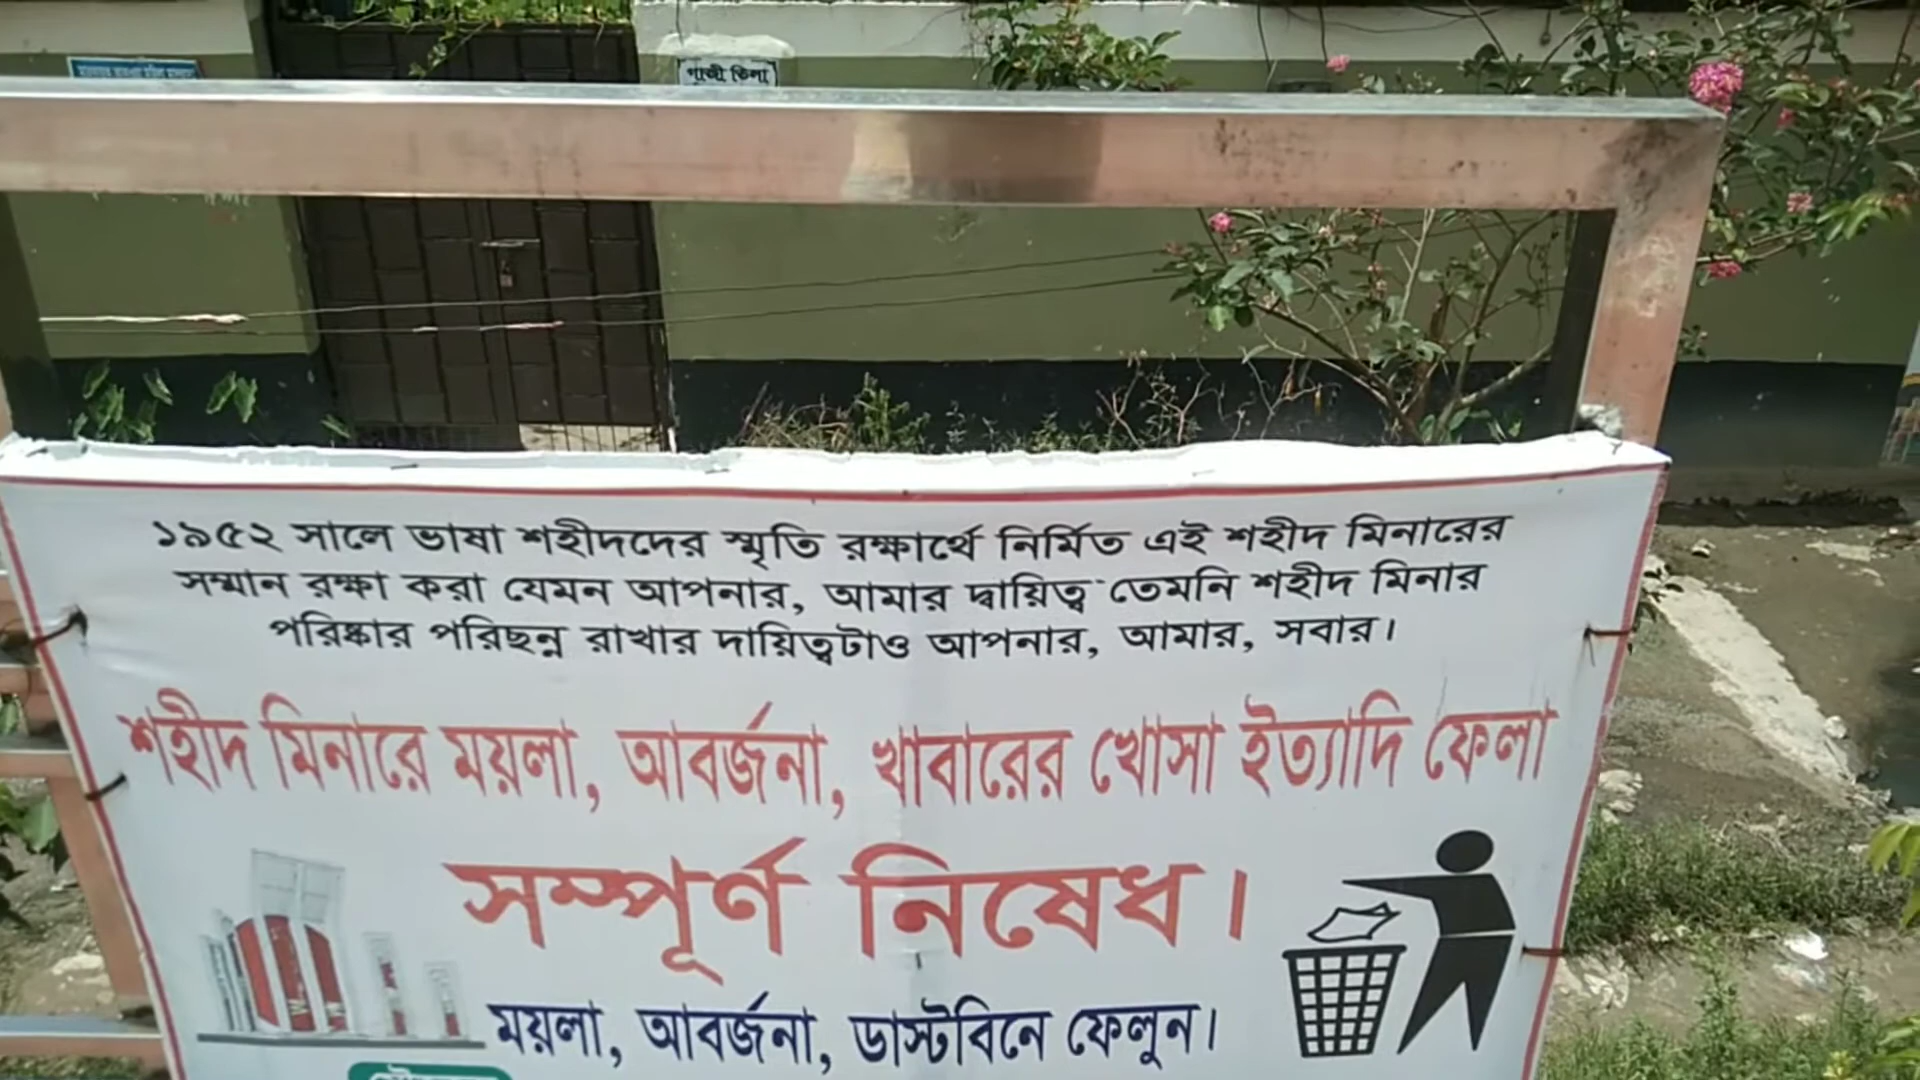 গাজী ভিলা
১৯৫২ সালে ভাষা শহীদদের স্মৃতি রক্ষার্থে নির্মিত এই শহীদ মিনারের
সম্মান রক্ষা করা যেমন আপনার, আমার দ্বায়িত্ব তেমনি শহীদ মিনার
পরিষ্কার পরিছন্ন রাখার দায়িত্বটাও আপনার, আমার, সবার।
শহীদ মিনারে ময়লা, আবর্জনা, খাবারের খোসা ইত্যাদি ফেলা
সম্পূর্ণ নিষেধ।
ময়লা, আবর্জনা, ডাস্টবিনে ফেলুন।